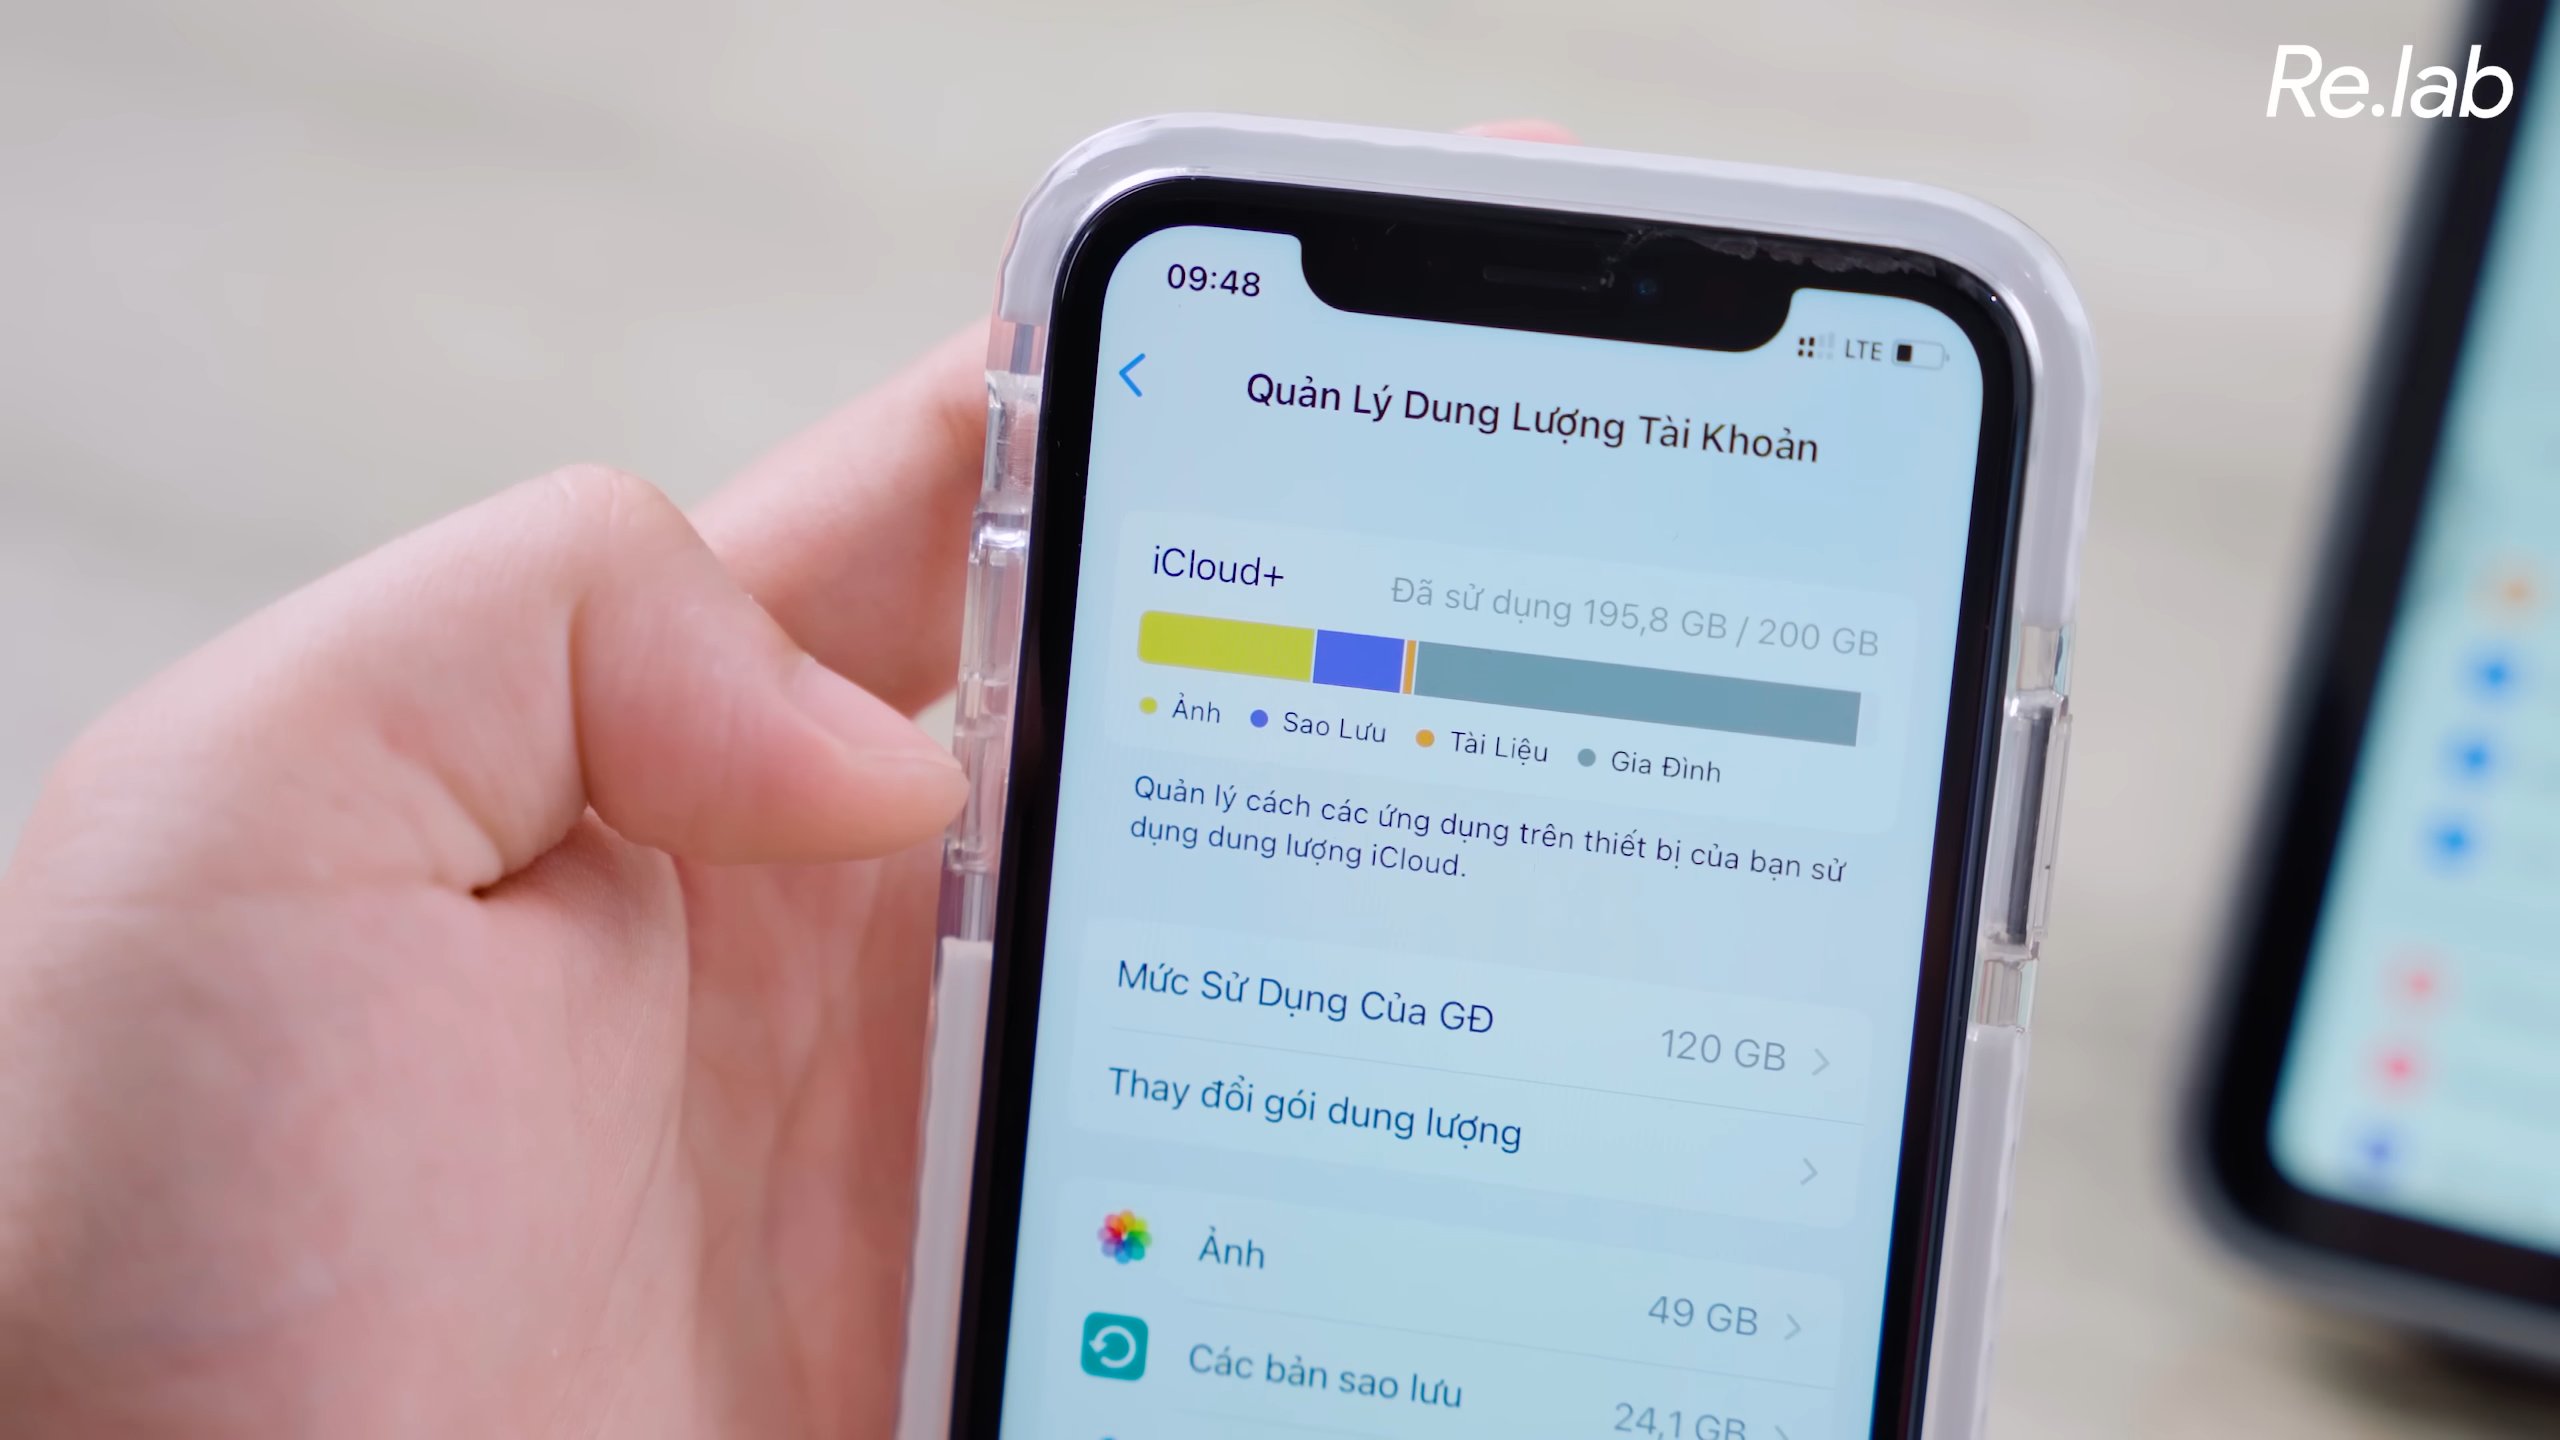 Re.lab
09:48
LTE
Quản Lý Dung Lượng Tài Khoản
iCloud+
Đã sử dụng 195,8 GB / 200 GB
Ảnh
Sao Lưu
Tài Liệu
Gia Đình
Quản lý cách các ứng dụng trên thiết bị của bạn sử
dụng dung lượng iCloud.
Mức Sử Dụng Của GĐ
120 GB
Thay đổi gói dung lượng
Ảnh
49 GB
Các bản sao lưu
24,1 GB